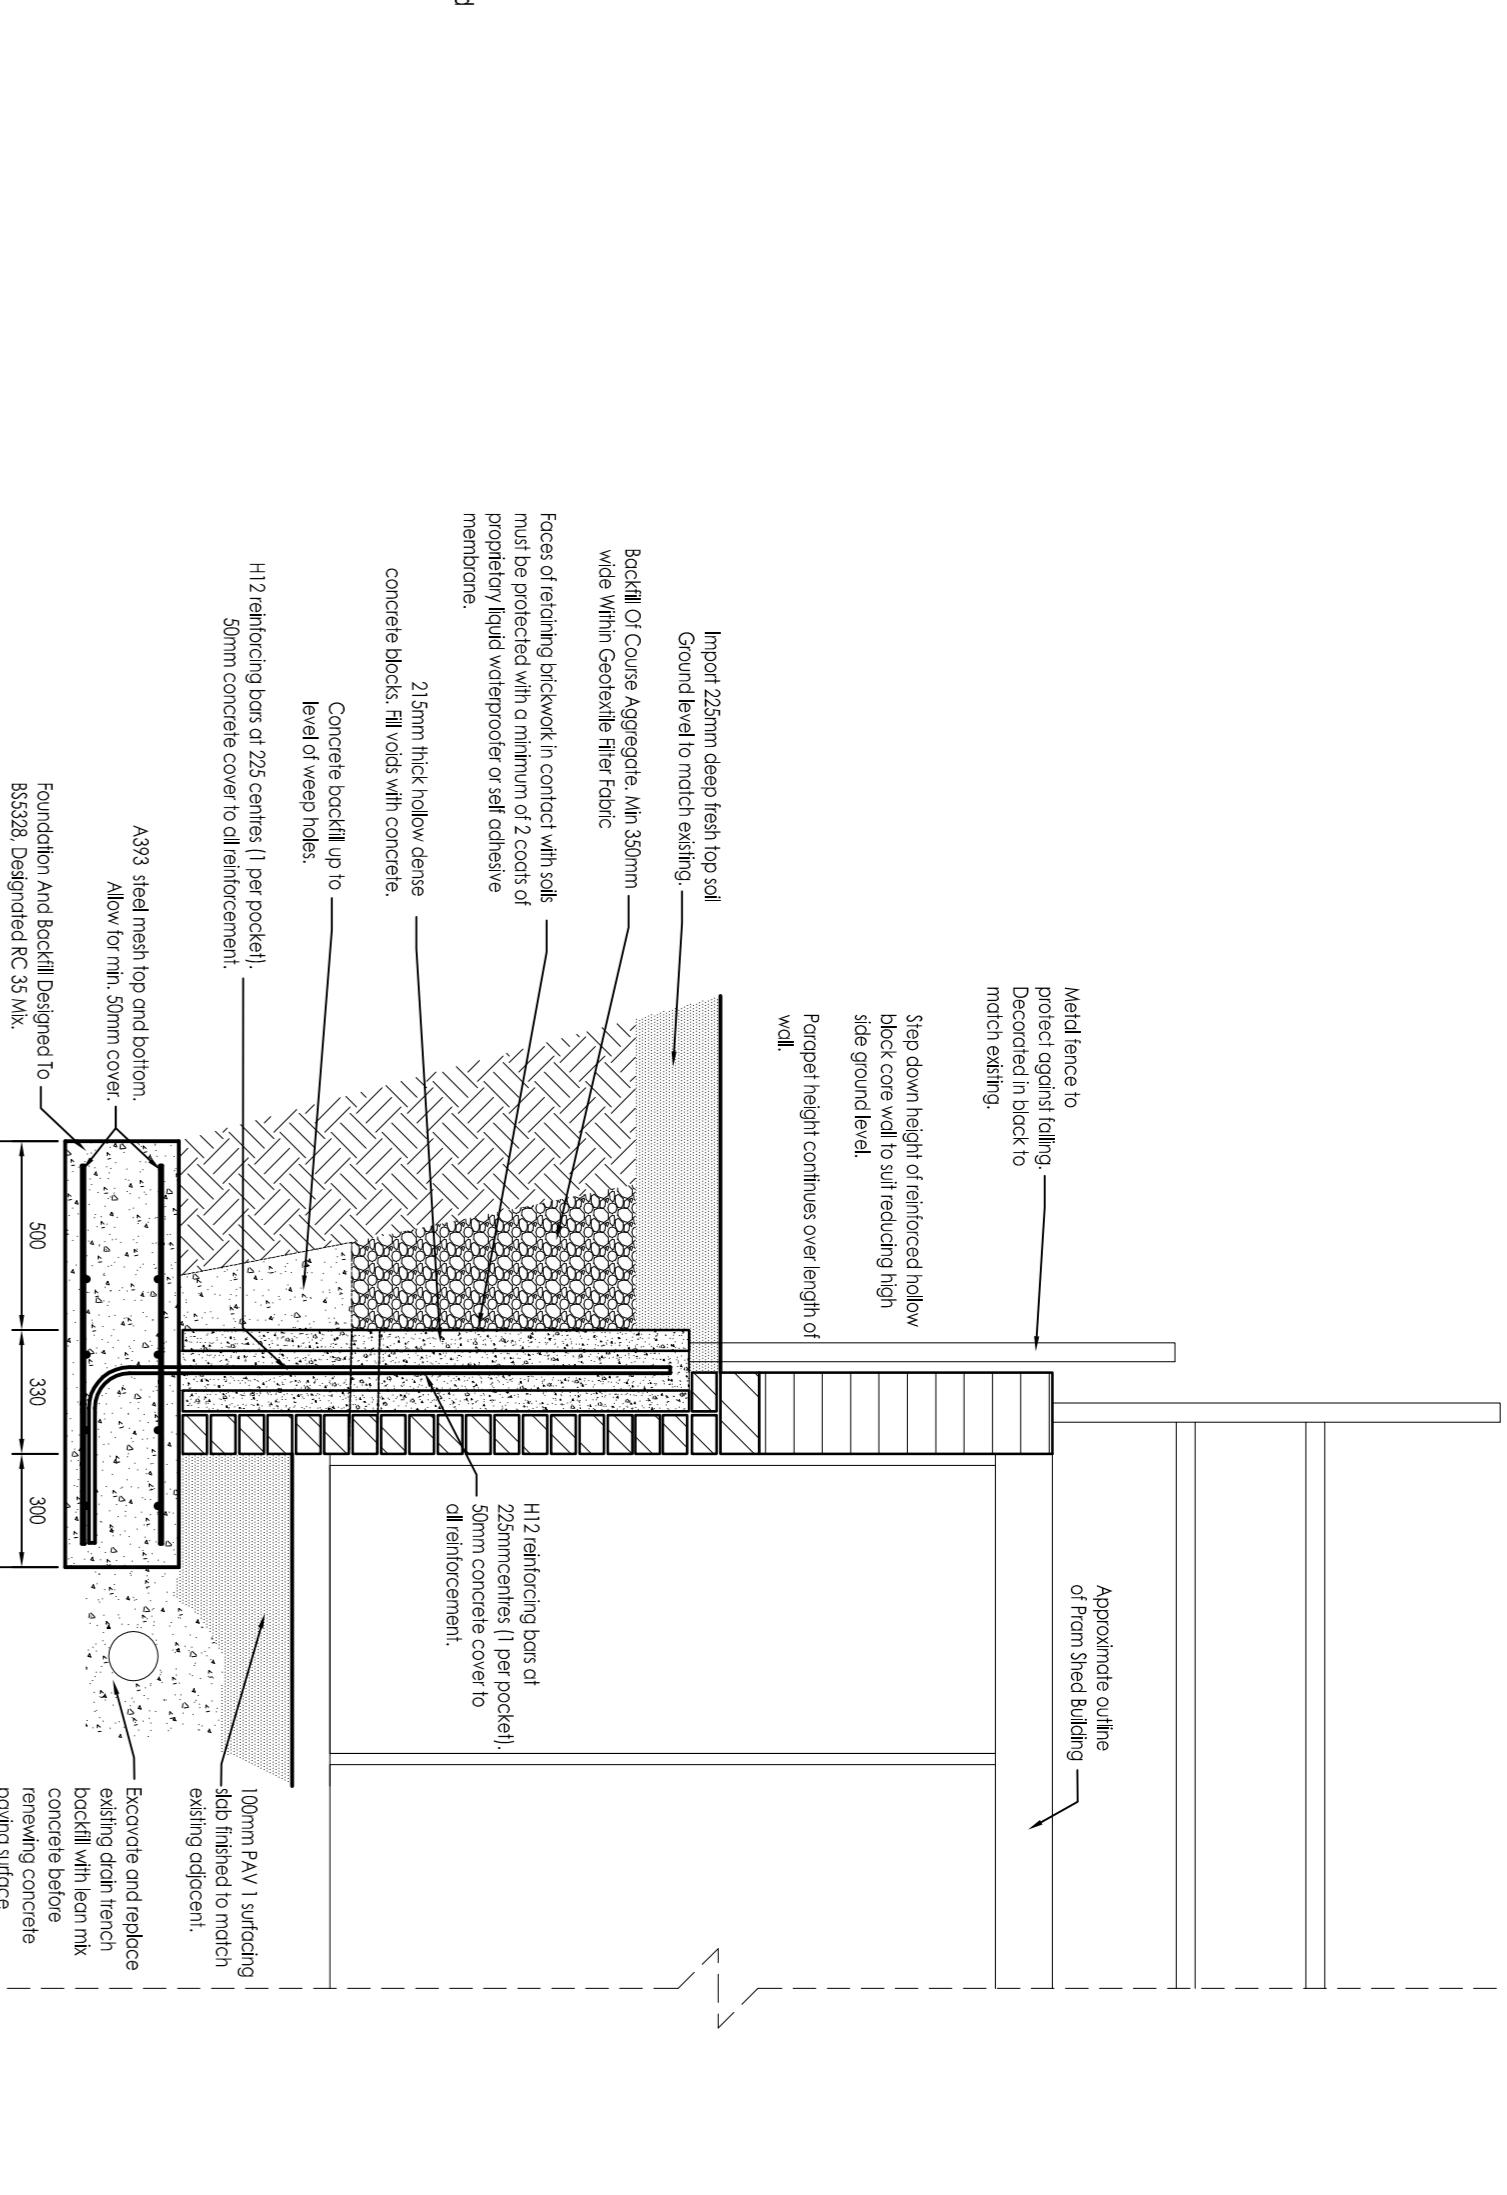 Metal fence to
protect against falling.
Decorated in black to
match existing.
Step down height of reinforced hollow
block core wall to suit reducing high
side ground level.
Parapet height continues over length of
wall.
Approximate outline
of Pram Shed Building
Import 225mm deep fresh top soil
Ground level to match existing.
Backfill Of Course Aggregate. Min 350mm
wide Within Geotextile Filter Fabric
Faces of retaining brickwork in contact with soils
must be protected with a minimum of 2 coats of
proprietary liquid waterproofer or self adhesive
membrane.
215mm thick hollow dense
concrete blocks. Fill voids with concrete.
Concrete backfill up to
level of weep holes.
H12 reinforcing bars at 225 centres (1 per pocket).
50mm concrete cover to all reinforcement.
A393 steel mesh top and bottom.
Allow for min. 50mm cover.
Foundation And Backfill Designed To
BS5328, Designated RC 35 Mix.
H12 reinforcing bars at
225mmcentres (1 per pocket).
50mm concrete cover to
all reinforcement.
100mm PAV 1 surfacing
slab finished to match
existing adjacent.
Excavate and replace
existing drain trench
backfill with lean mix
concrete before
renewing concrete
paving surface
500
330
300